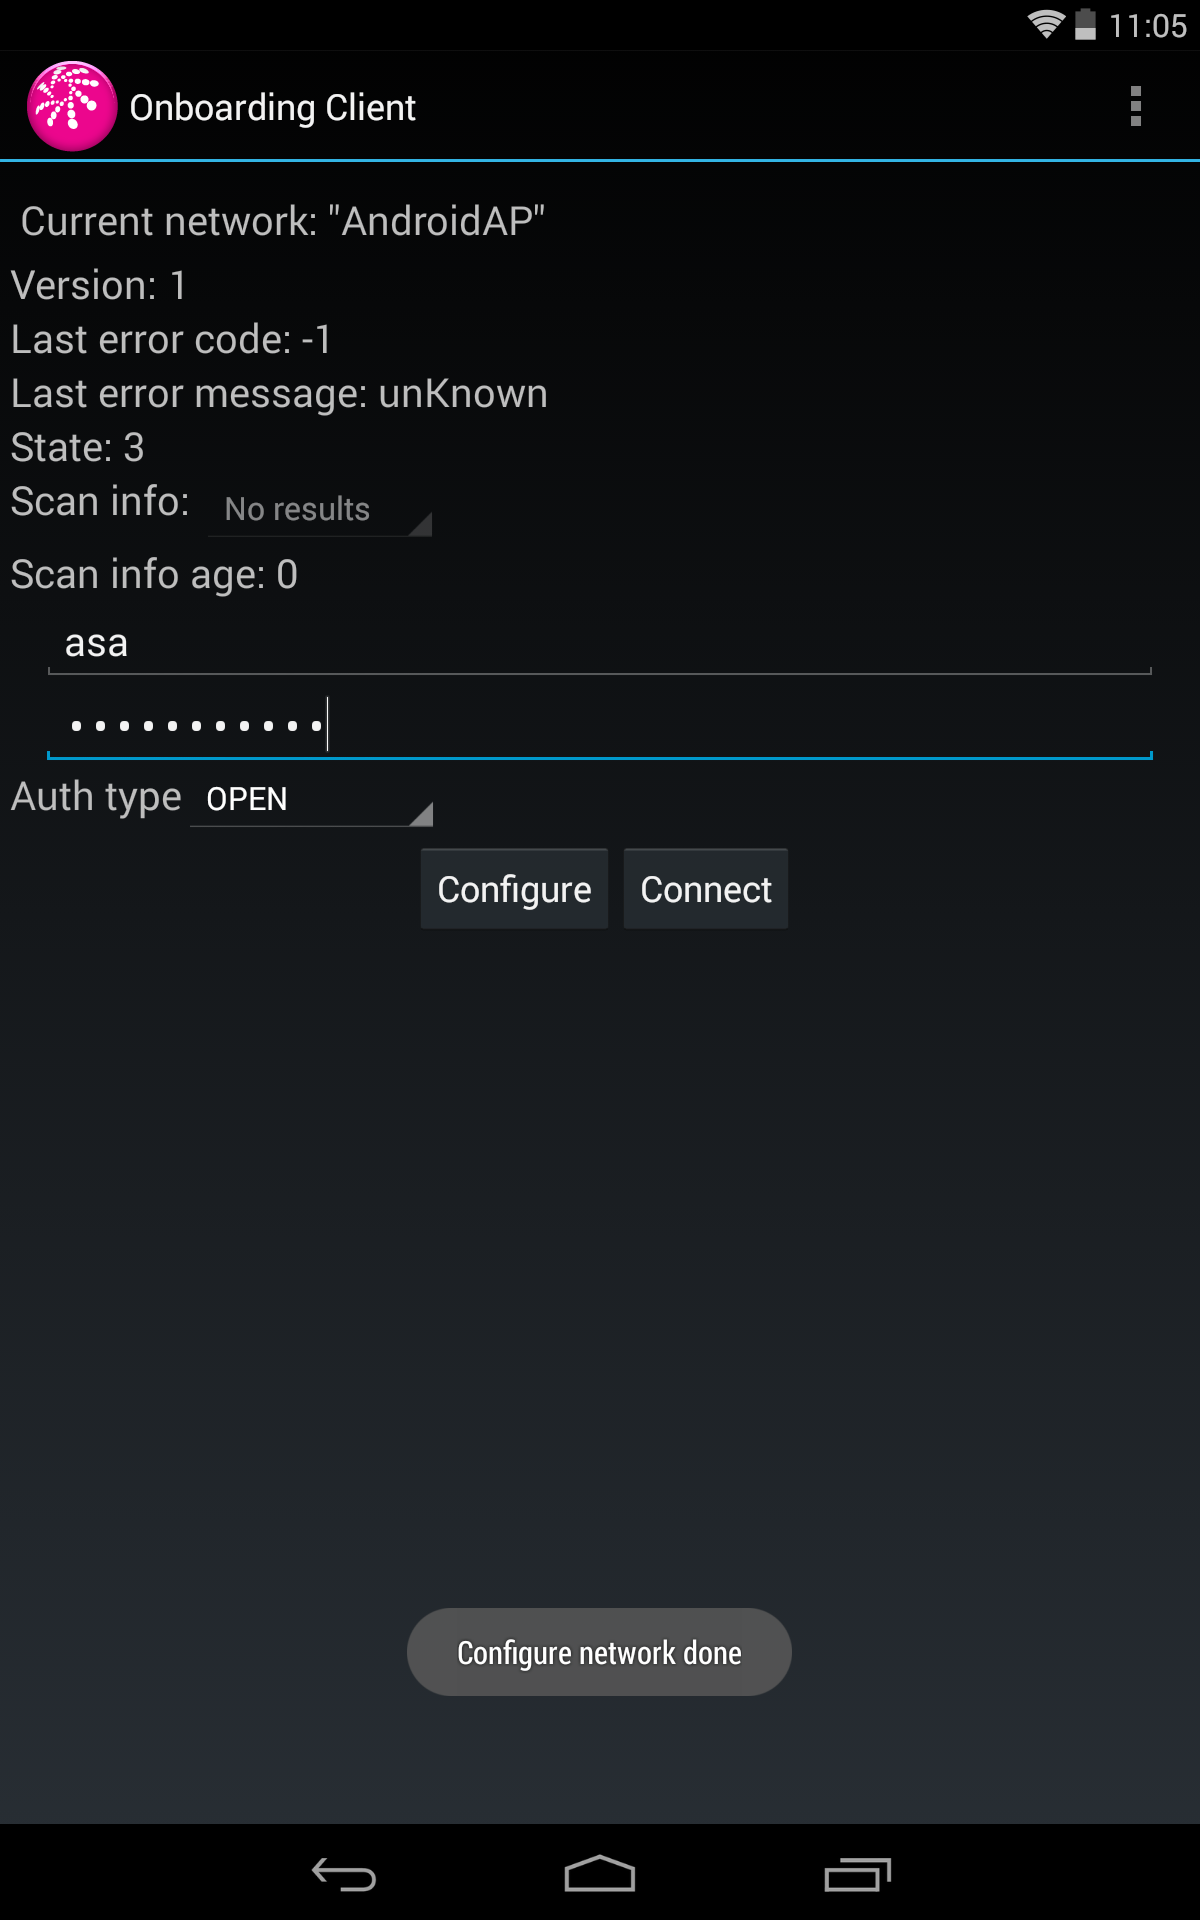 11:05
Onboarding Client
Current network: "AndroidAP"
Version: 1
Last error code: -1
Last error message: unKnown
State: 3
Scan info: No results
Scan info age: 0
asa
•••••••••••
Auth type OPEN
Configure Connect
Configure network done